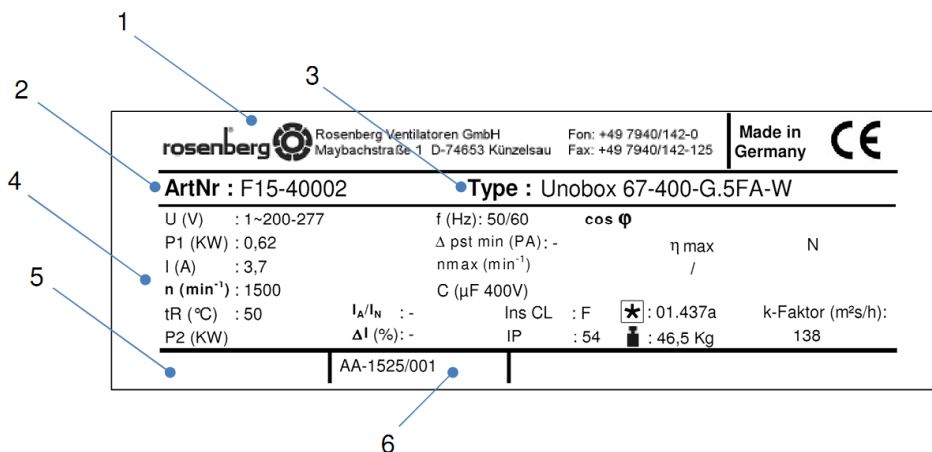 1
3
2
rosenberg Rosenberg Ventilatoren GmbH Fon: +49 7940/142-0 Made in CE
Maybachstraße 1 D-74653 Künzelsau Fax: +49 7940/142-125 Germany
4
ArtNr : F15-40002 Type : Unobox 67-400-G.5FA-W
U (V) : 1~200-277 f (Hz): 50/60 cos φ
P1 (KW) : 0,62 Δ pst min (PA): - η max N
I (A) : 3,7 nmax (min⁻¹) /
5
n (min⁻¹) : 1500 C (µF 400V)
tR (°C) : 50 I_A/I_N : - Ins CL : F * : 01.437a k-Faktor (m²s/h):
P2 (KW) ΔI (%): - IP : 54 : 46,5 Kg 138
AA-1525/001
6